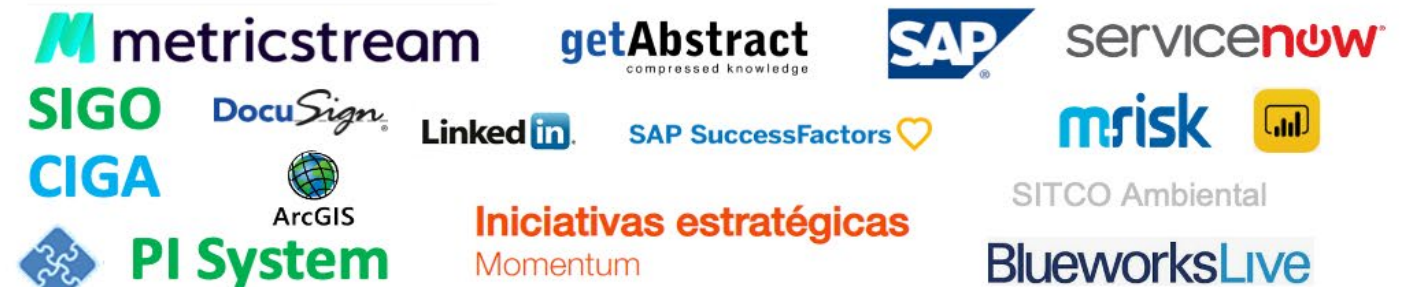 metricstream
getAbstract
compressed knowledge
SAP
®
servicenow
SIGO
DocuSign
LinkedIn
SAP SuccessFactors
mrisk
CIGA
ArcGIS
SITCO Ambiental
Iniciativas estratégicas
Momentum
PI System
BlueworksLive